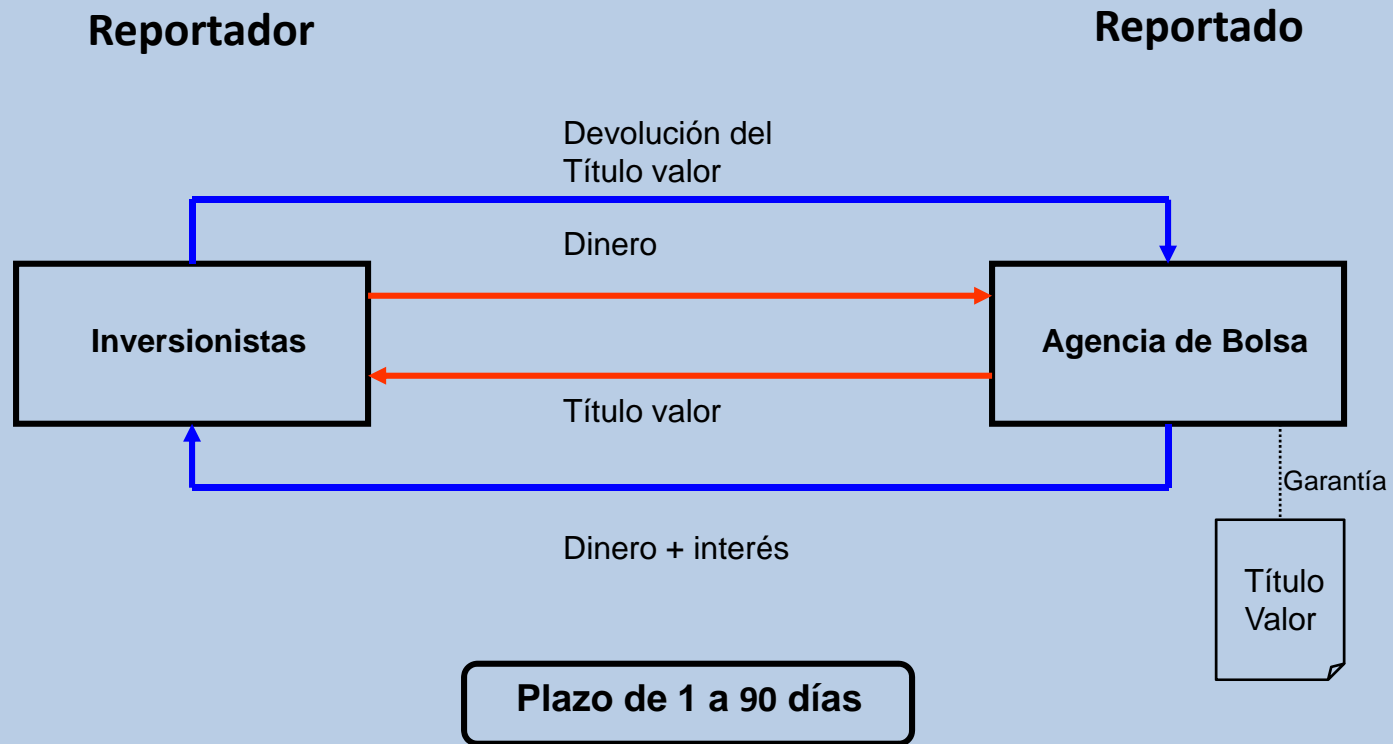 Reportador
Reportado
Devolución del
Título valor
Dinero
Inversionistas
Agencia de Bolsa
Título valor
Garantía
Dinero + interés
Título
Valor
Plazo de 1 a 90 días